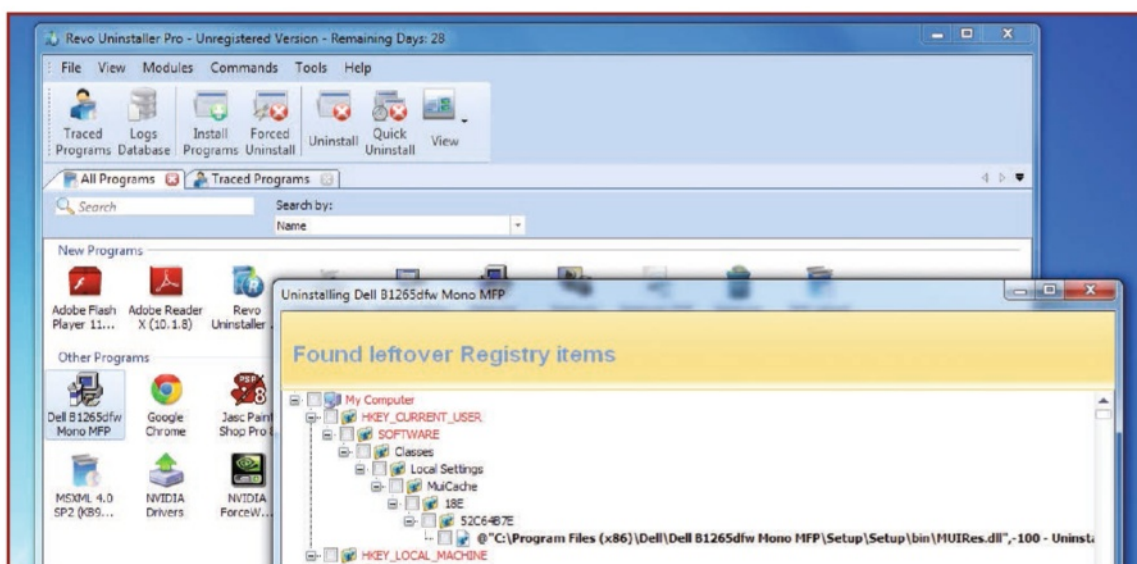 Revo Uninstaller Pro - Unregistered Version - Remaining Days: 28
File View Modules Commands Tools Help
Traced Programs
Logs Database
Install Programs
Forced Uninstall
Uninstall
Quick Uninstall
View
All Programs
Traced Programs
Search
Search by:
Name
New Programs
Adobe Flash Player 11...
Adobe Reader X (10.1.8)
Revo Uninstaller
Other Programs
Dell B1265dfw Mono MFP
Google Chrome
Jasc Paint Shop Pro
MSXML 4.0 SP2 (KB9...
NVIDIA Drivers
NVIDIA ForceW...
Uninstalling Dell B1265dfw Mono MFP
Found leftover Registry items
My Computer
HKEY_CURRENT_USER
SOFTWARE
Classes
Local Settings
MuiCache
18E
52C64B7E
@"C:\Program Files (x86)\Dell\Dell B1265dfw Mono MFP\Setup\Setup\bin\MUIRes.dll",-100 - Uninsta
HKEY_LOCAL_MACHINE